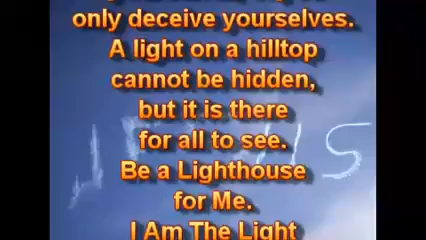 only deceive yourselves.
A light on a hilltop
cannot be hidden,
but it is there
for all to see.
Be a Lighthouse
for Me.
I Am The Light